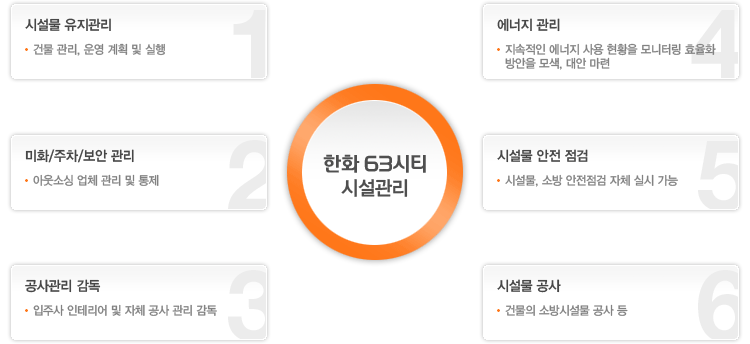 시설물 유지관리
1
• 건물 관리, 운영 계획 및 실행
미화/주차/보안 관리
2
• 아웃소싱 업체 관리 및 통제
공사관리 감독
3
• 입주사 인테리어 및 자체 공사 관리 감독
한화 63시티
시설관리
에너지 관리
4
• 지속적인 에너지 사용 현황을 모니터링 효율화
방안을 모색, 대안 마련
시설물 안전 점검
5
• 시설물, 소방 안전점검 자체 실시 가능
시설물 공사
6
• 건물의 소방시설물 공사 등